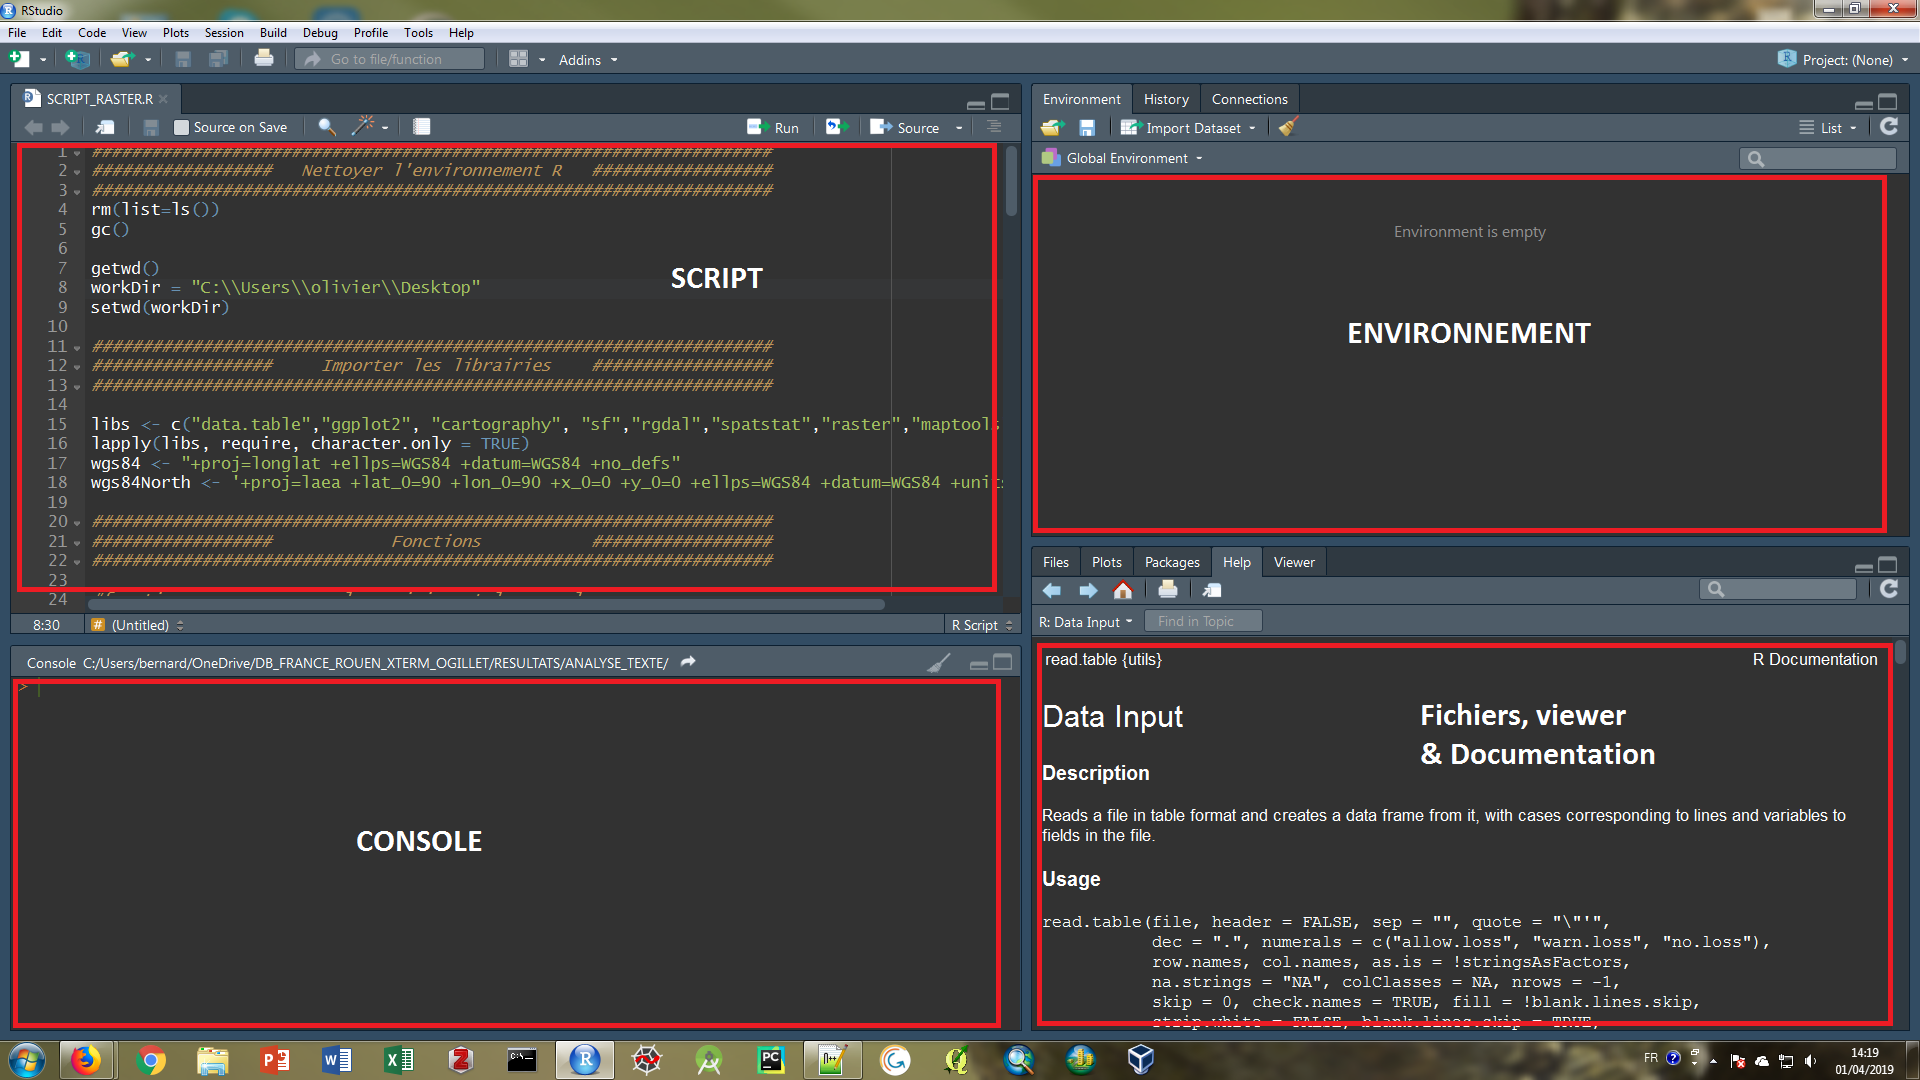 RStudio
File Edit Code View Plots Session Build Debug Profile Tools Help
Go to file/function Addins Project: (None)
SCRIPT_RASTER.R
Source on Save Run Source
1 ####################################################################
2 ################## Nettoyer l'environnement R ##################
3 ####################################################################
4 rm(list=ls())
5 gc()
6
7 getwd()
8 workDir = "C:\\Users\\olivier\\Desktop"
9 setwd(workDir)
10
11 ####################################################################
12 ################## Importer les librairies ##################
13 ####################################################################
14
15 libs <- c("data.table","ggplot2", "cartography", "sf","rgdal","spatstat","raster","maptools
16 lapply(libs, require, character.only = TRUE)
17 wgs84 <- "+proj=longlat +ellps=WGS84 +datum=WGS84 +no_defs"
18 wgs84North <- '+proj=laea +lat_0=90 +lon_0=90 +x_0=0 +y_0=0 +ellps=WGS84 +datum=WGS84 +units
19
20 ####################################################################
21 ################## Fonctions ##################
22 ####################################################################
23
24
SCRIPT
8:30 # (Untitled) R Script
Console C:/Users/bernard/OneDrive/DB_FRANCE_ROUEN_XTERM_OGILLET/RESULTATS/ANALYSE_TEXTE/
>
CONSOLE
Environment History Connections
Import Dataset List
Global Environment
Environment is empty
ENVIRONNEMENT
Files Plots Packages Help Viewer
R: Data Input Find in Topic
read.table {utils} R Documentation
Data Input
Fichiers, viewer
& Documentation
Description
Reads a file in table format and creates a data frame from it, with cases corresponding to lines and variables to
fields in the file.
Usage
read.table(file, header = FALSE, sep = "", quote = "\"'",
dec = ".", numerals = c("allow.loss", "warn.loss", "no.loss"),
row.names, col.names, as.is = !stringsAsFactors,
na.strings = "NA", colClasses = NA, nrows = -1,
skip = 0, check.names = TRUE, fill = !blank.lines.skip,
strip.white = FALSE, blank.lines.skip = TRUE,
FR 14:19
01/04/2019